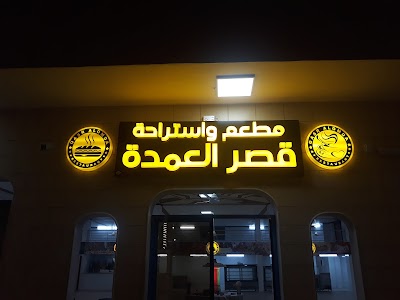 مطعم واستراحة
قصر العمدة